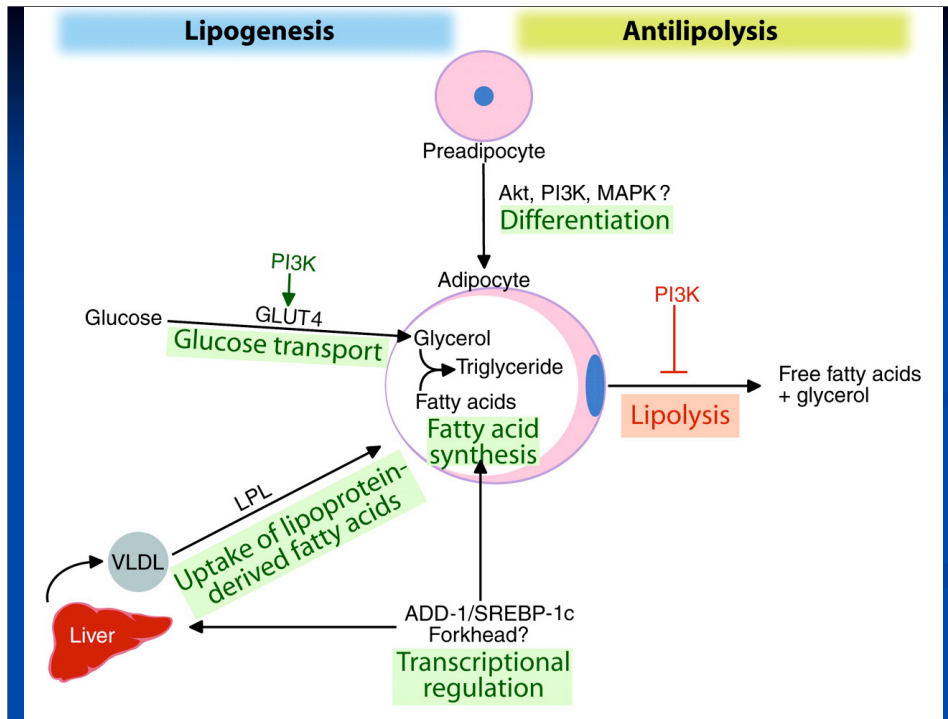 Lipogenesis
Antilipolysis
Preadipocyte
Akt, PI3K, MAPK?
Differentiation
Adipocyte
PI3K
GLUT4
Glucose
Glucose transport
Glycerol
Triglyceride
Fatty acids
Fatty acid
synthesis
PI3K
Lipolysis
Free fatty acids
+ glycerol
LPL
Uptake of lipoprotein-
derived fatty acids
VLDL
Liver
ADD-1/SREBP-1c
Forkhead?
Transcriptional
regulation